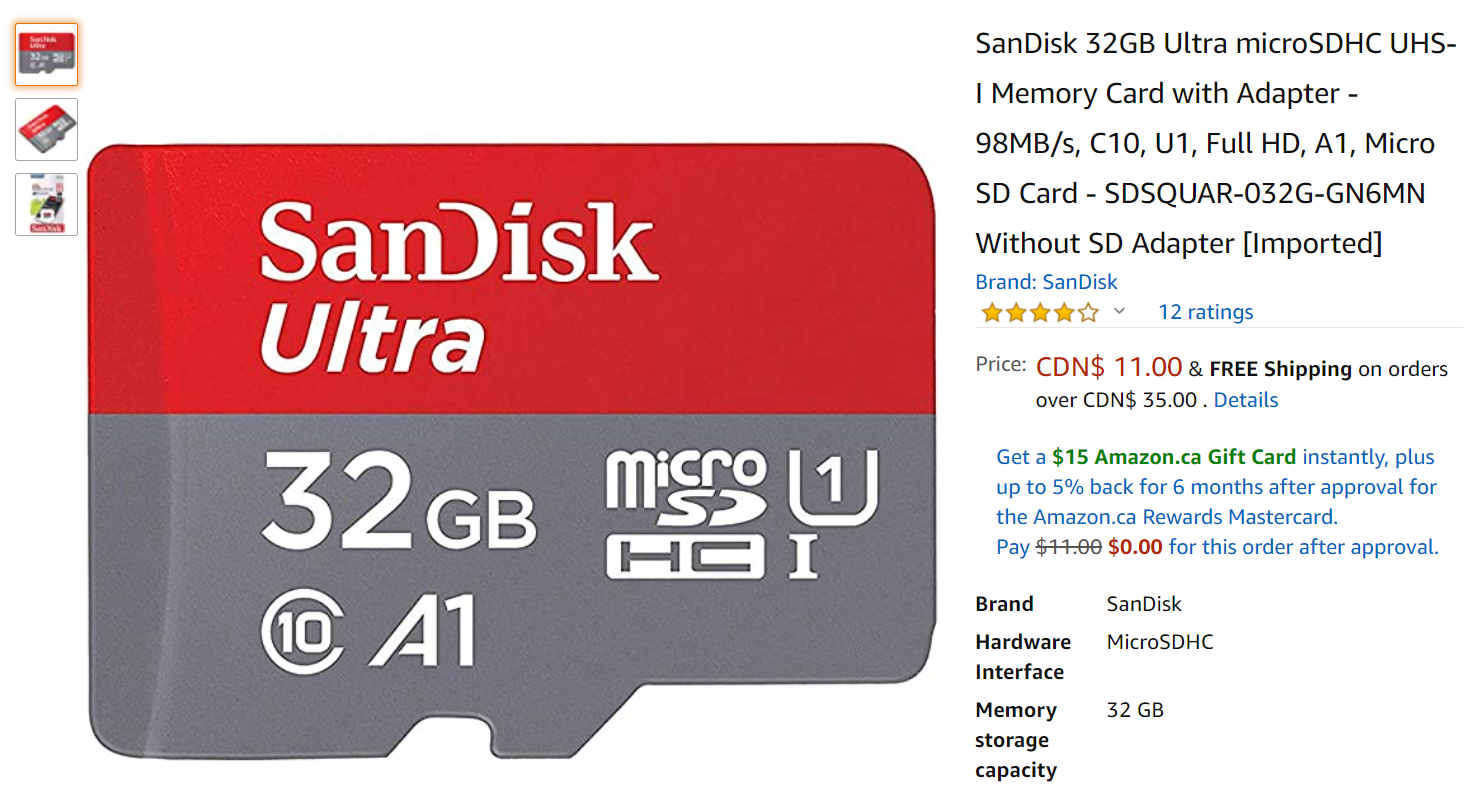 SanDisk
Ultra
32GB
micro
SD
HC I
U1
10 A1
SanDisk 32GB Ultra microSDHC UHS-
I Memory Card with Adapter -
98MB/s, C10, U1, Full HD, A1, Micro
SD Card - SDSQUAR-032G-GN6MN
Without SD Adapter [Imported]
Brand: SanDisk
12 ratings
Price: CDN$ 11.00 & FREE Shipping on orders
over CDN$ 35.00 . Details
Get a $15 Amazon.ca Gift Card instantly, plus
up to 5% back for 6 months after approval for
the Amazon.ca Rewards Mastercard.
Pay $11.00 $0.00 for this order after approval.
Brand SanDisk
Hardware MicroSDHC
Interface
Memory 32 GB
storage
capacity